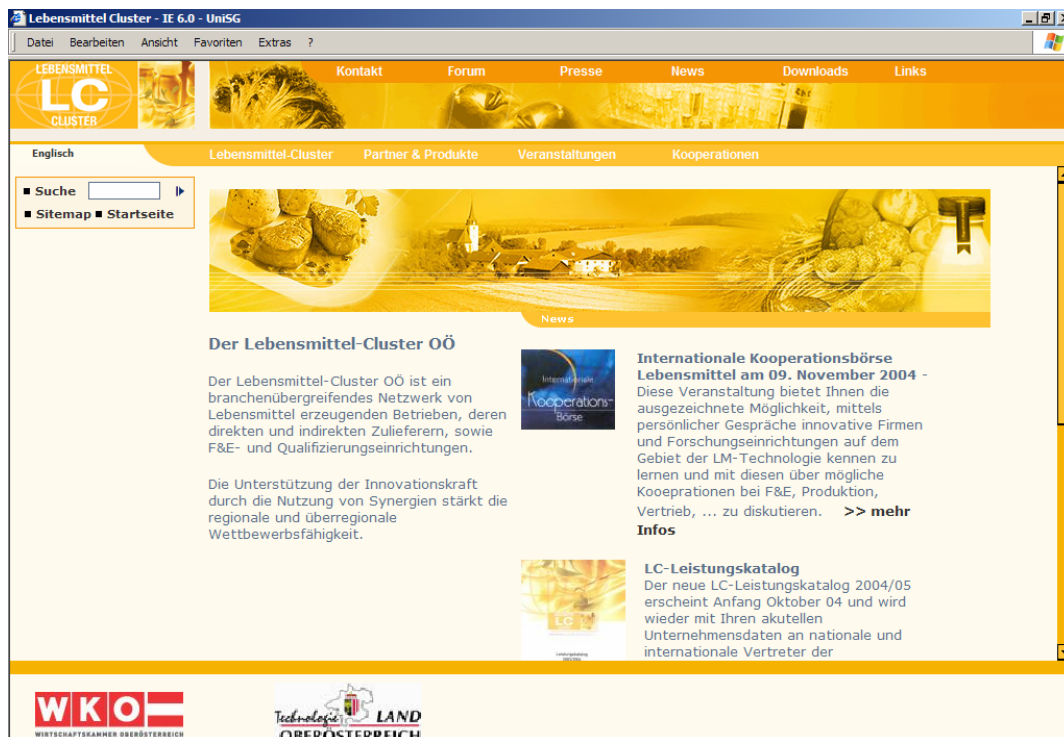 Lebensmittel Cluster - IE 6.0 - UniSG
Datei Bearbeiten Ansicht Favoriten Extras ?
LEBENSMITTEL
LC
CLUSTER
Kontakt Forum Presse News Downloads Links
Englisch
Lebensmittel-Cluster Partner & Produkte Veranstaltungen Kooperationen
Suche
Sitemap Startseite
News
Der Lebensmittel-Cluster OÖ
Der Lebensmittel-Cluster OÖ ist ein
branchenübergreifendes Netzwerk von
Lebensmittel erzeugenden Betrieben, deren
direkten und indirekten Zulieferern, sowie
F&E- und Qualifizierungseinrichtungen.
Die Unterstützung der Innovationskraft
durch die Nutzung von Synergien stärkt die
regionale und überregionale
Wettbewerbsfähigkeit.
Internationale
Kooperations-
Börse
Internationale Kooperationsbörse
Lebensmittel am 09. November 2004 -
Diese Veranstaltung bietet Ihnen die
ausgezeichnete Möglichkeit, mittels
persönlicher Gespräche innovative Firmen
und Forschungseinrichtungen auf dem
Gebiet der LM-Technologie kennen zu
lernen und mit diesen über mögliche
Kooeprationen bei F&E, Produktion,
Vertrieb, ... zu diskutieren. >> mehr
Infos
LC
LC-Leistungskatalog
Der neue LC-Leistungskatalog 2004/05
erscheint Anfang Oktober 04 und wird
wieder mit Ihren akutellen
Unternehmensdaten an nationale und
internationale Vertreter der
WKO
WIRTSCHAFTSKAMMER OBERÖSTERREICH
Technologie LAND
OBERÖSTERREICH